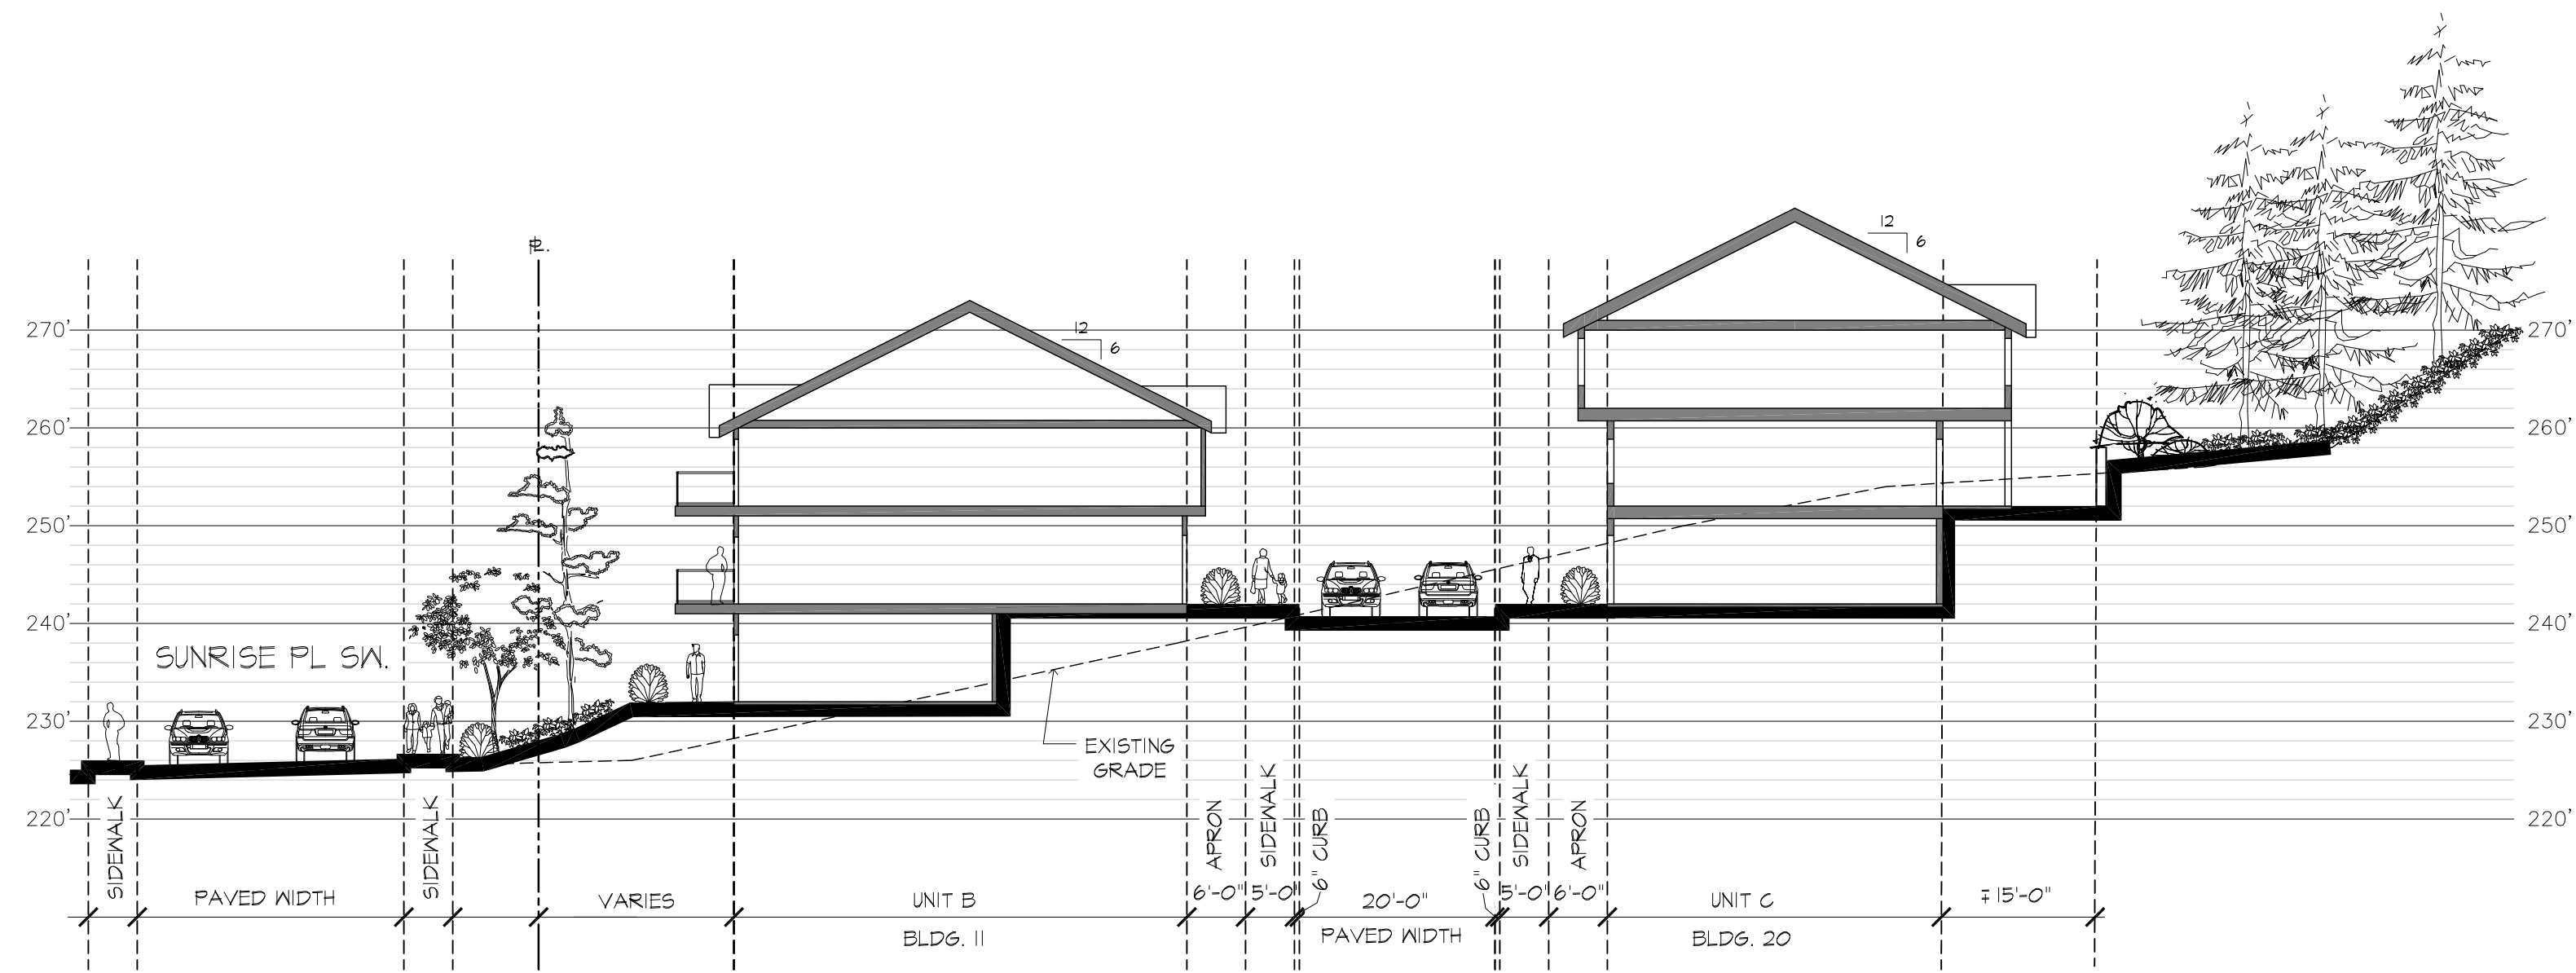 ℄.
12
6
12
6
270'
270'
260'
260'
250'
250'
240'
240'
SUNRISE PL SW.
230'
230'
EXISTING
GRADE
220'
220'
SIDEWALK
SIDEWALK
APRON
SIDEWALK
6" CURB
6" CURB
SIDEWALK
APRON
PAVED WIDTH
VARIES
UNIT B
6'-0"
5'-0"
20'-0"
5'-0"
6'-0"
UNIT C
∓15'-0"
BLDG. 11
PAVED WIDTH
BLDG. 20